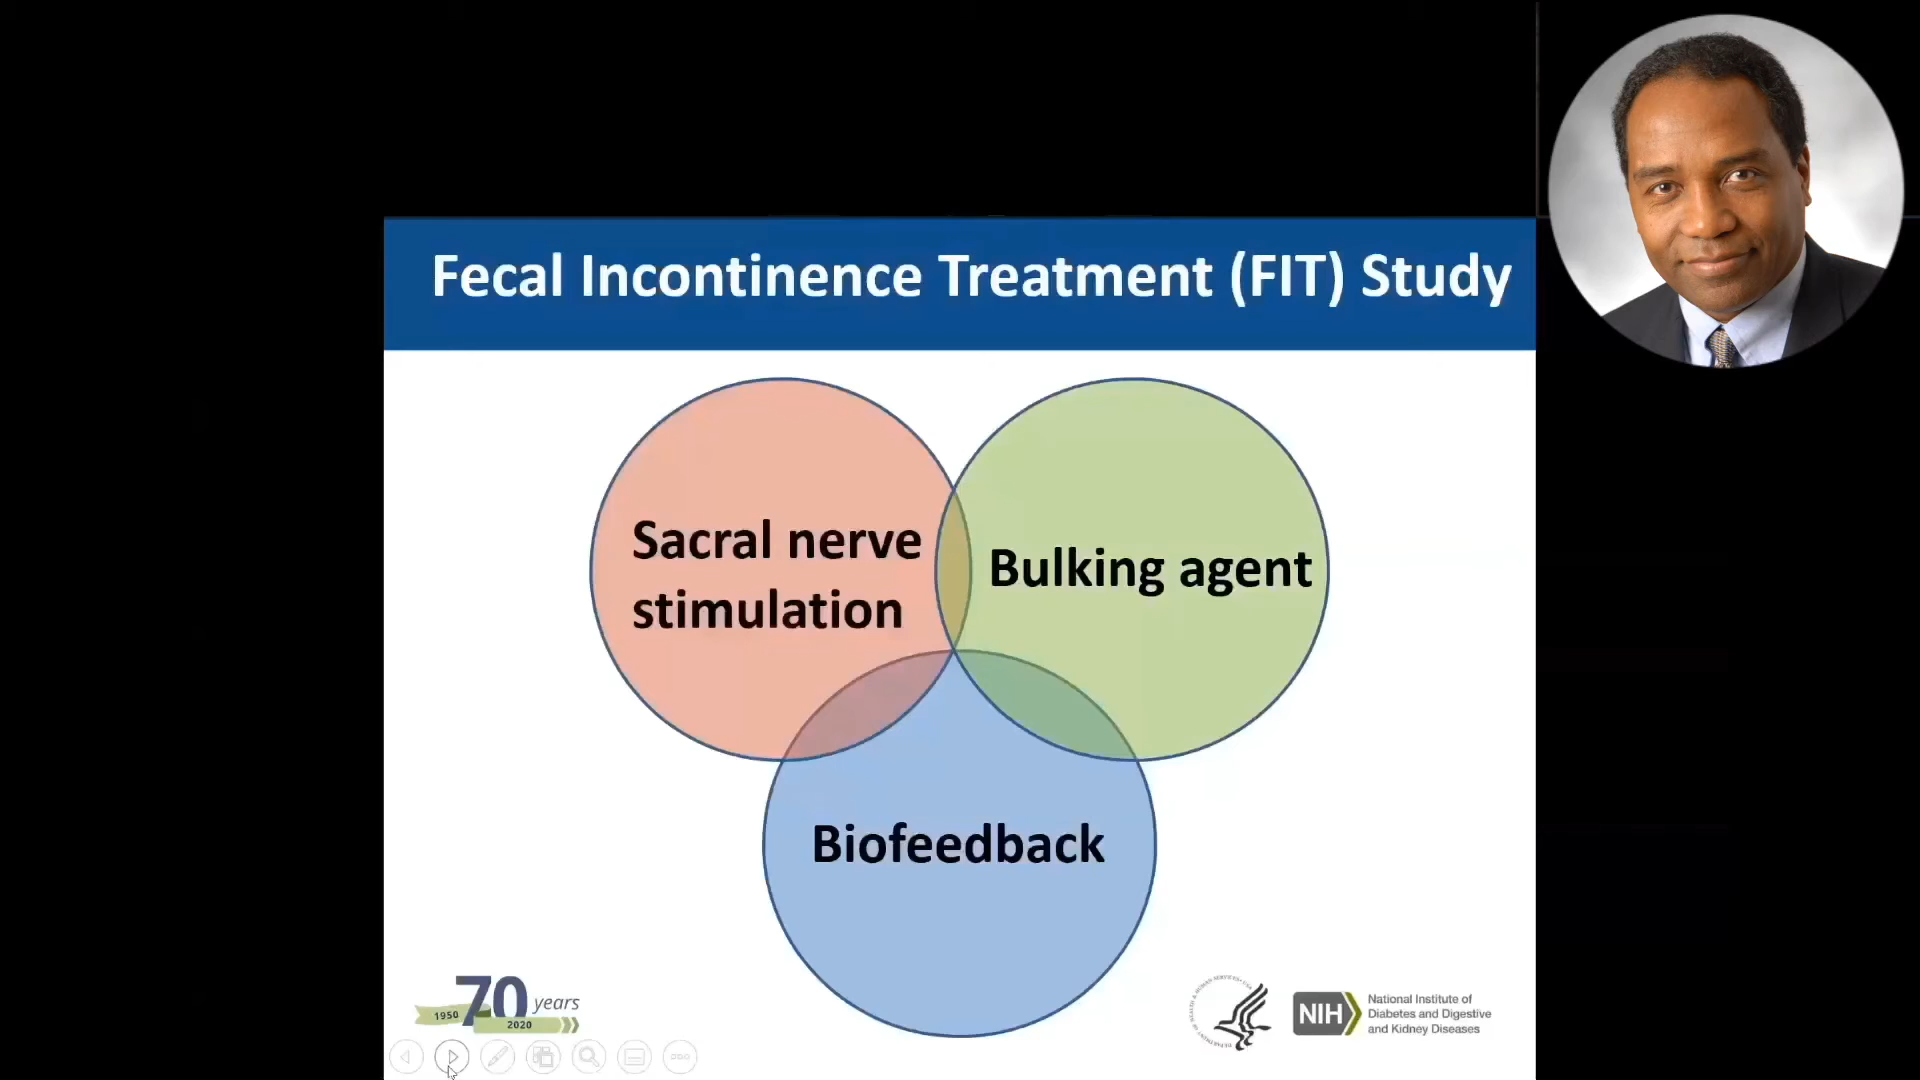 Fecal Incontinence Treatment (FIT) Study
Sacral nerve
stimulation
Bulking agent
Biofeedback
1950 70 years
2020
NIH
National Institute of
Diabetes and Digestive
and Kidney Diseases